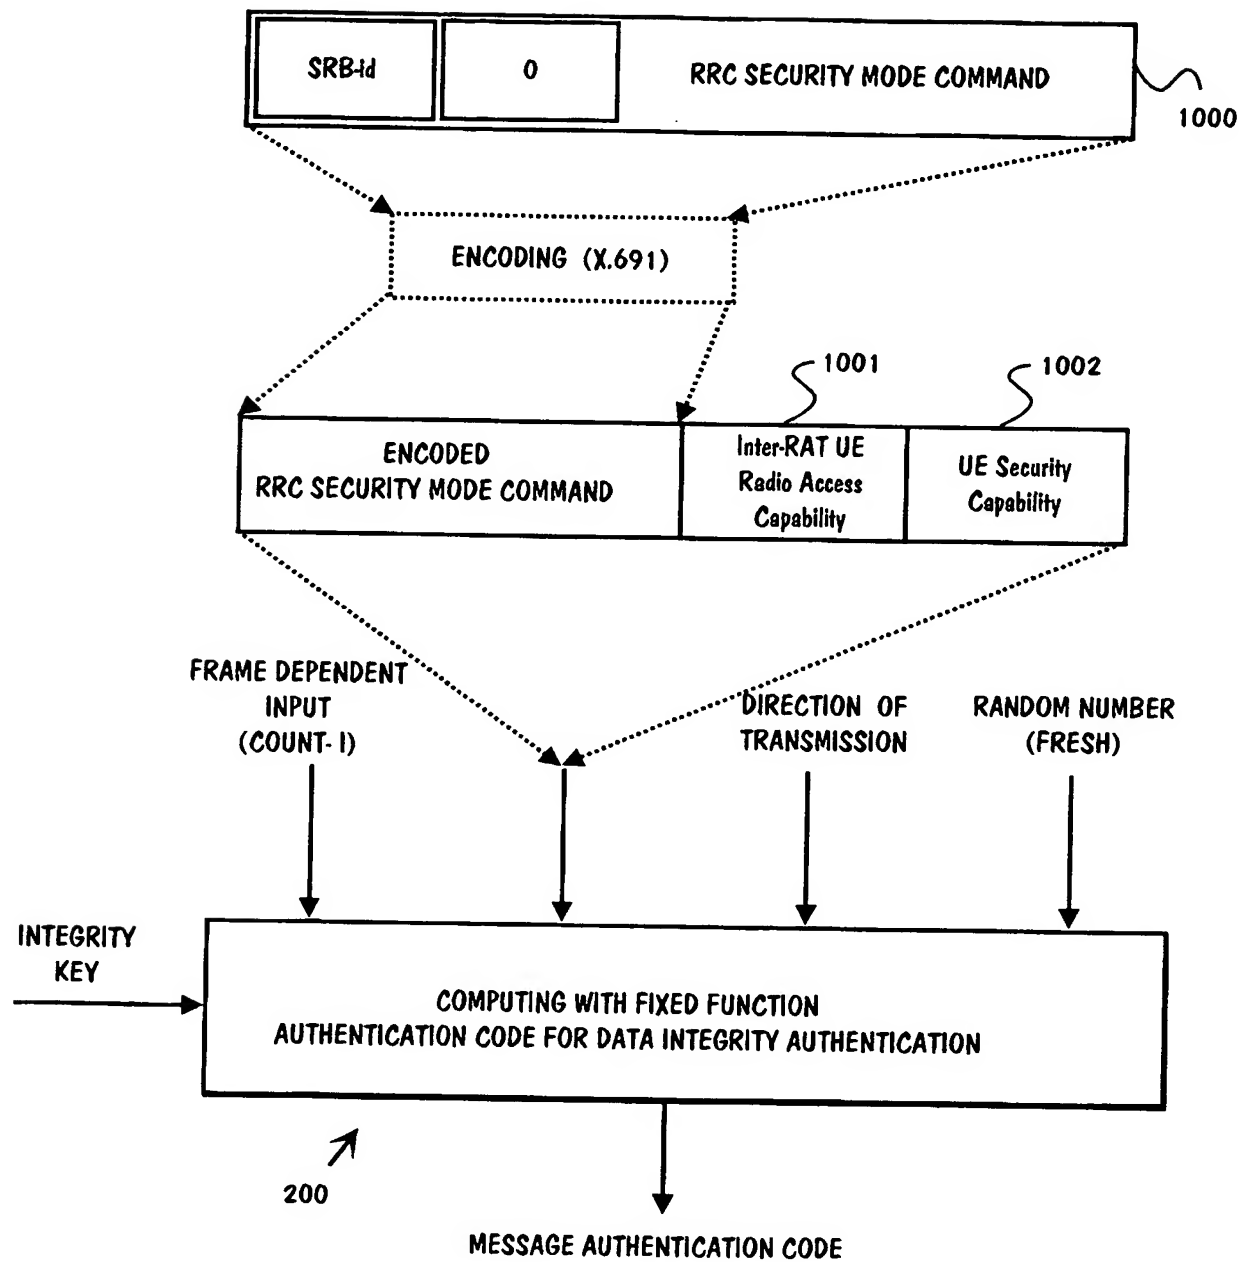 SRB-id
0
RRC SECURITY MODE COMMAND
1000
ENCODING (X.691)
1001
1002
ENCODED
RRC SECURITY MODE COMMAND
Inter-RAT UE
Radio Access
Capability
UE Security
Capability
FRAME DEPENDENT
INPUT
(COUNT- I)
DIRECTION OF
TRANSMISSION
RANDOM NUMBER
(FRESH)
INTEGRITY
KEY
COMPUTING WITH FIXED FUNCTION
AUTHENTICATION CODE FOR DATA INTEGRITY AUTHENTICATION
200
MESSAGE AUTHENTICATION CODE